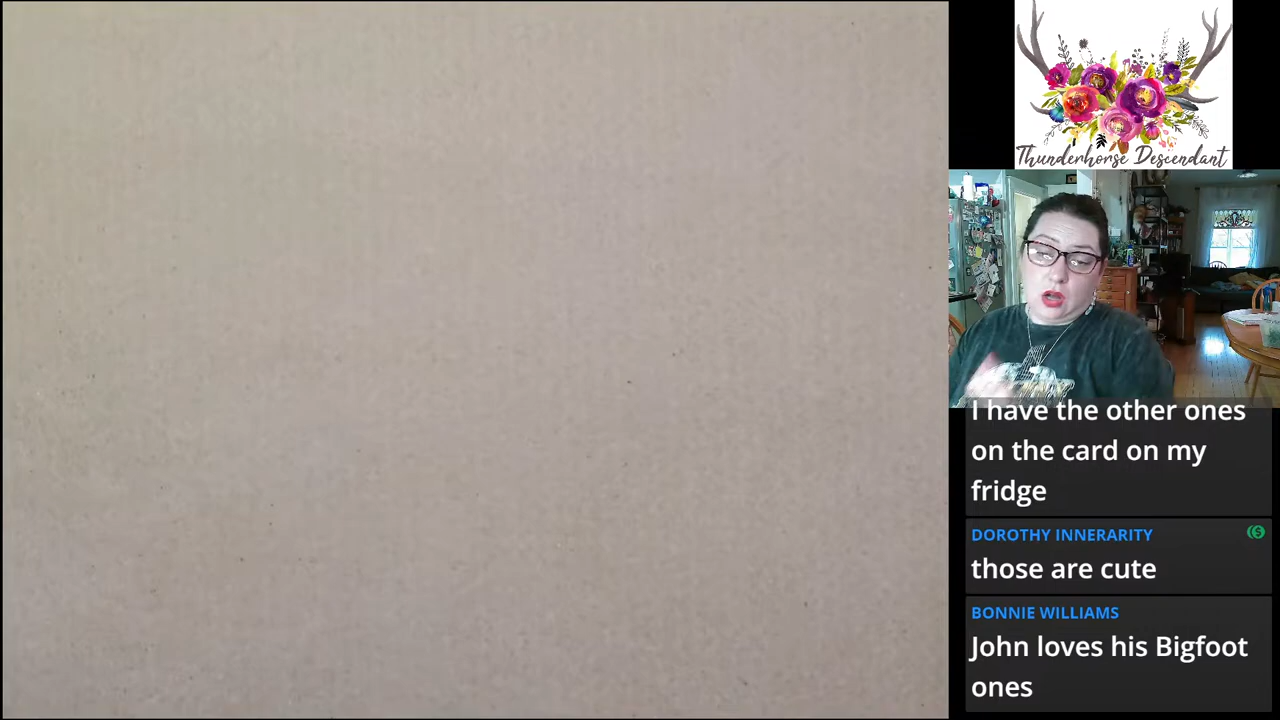 Thunderhorse Descendant
I have the other ones
on the card on my
fridge
DOROTHY INNERARITY
those are cute
BONNIE WILLIAMS
John loves his Bigfoot
ones